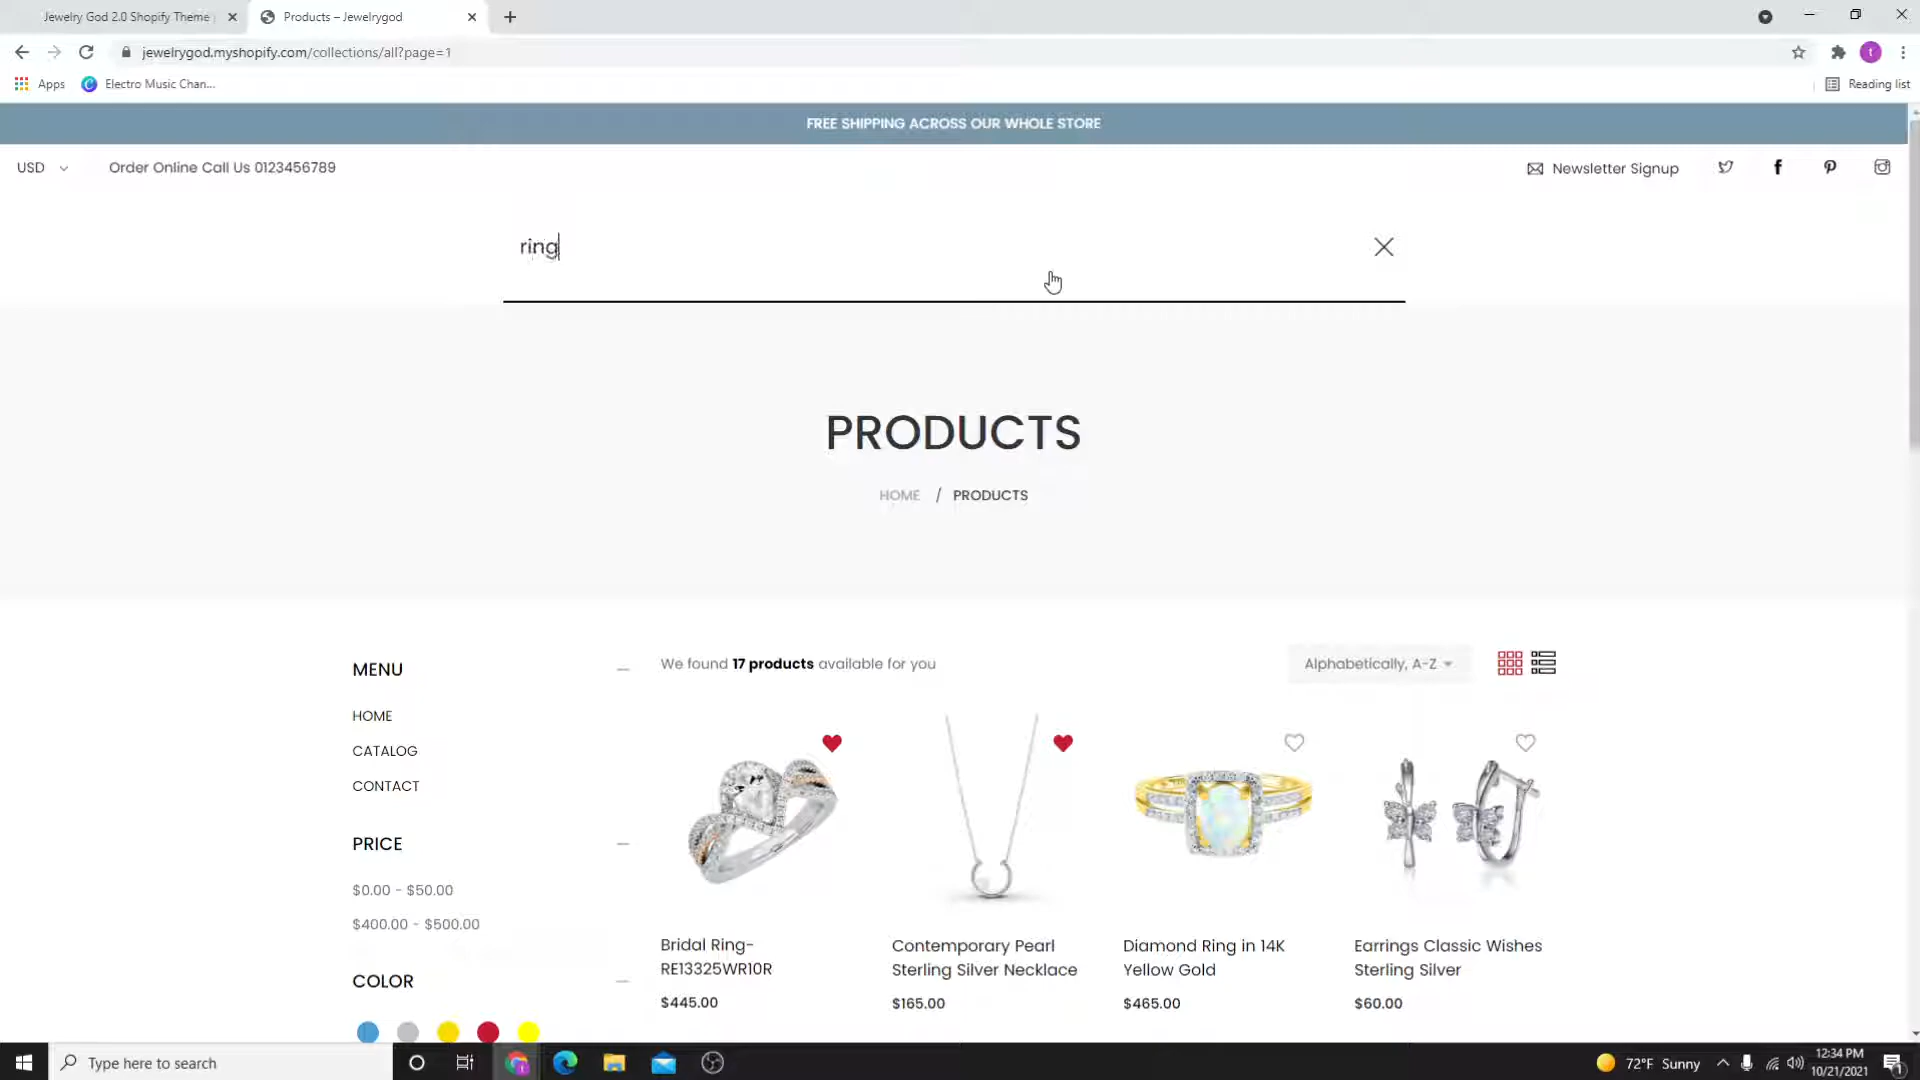 Jewelry God 2.0 Shopify Theme
Products – Jewelrygod
jewelrygod.myshopify.com/collections/all?page=1
Apps
Electro Music Chan...
Reading list
FREE SHIPPING ACROSS OUR WHOLE STORE
USD
Order Online Call Us 0123456789
Newsletter Signup
ring
PRODUCTS
HOME / PRODUCTS
MENU
HOME
CATALOG
CONTACT
PRICE
$0.00 - $50.00
$400.00 - $500.00
COLOR
We found 17 products available for you
Alphabetically, A-Z
Bridal Ring-
RE13325WR10R
$445.00
Contemporary Pearl
Sterling Silver Necklace
$165.00
Diamond Ring in 14K
Yellow Gold
$465.00
Earrings Classic Wishes
Sterling Silver
$60.00
Type here to search
72°F Sunny
12:34 PM
10/21/2021